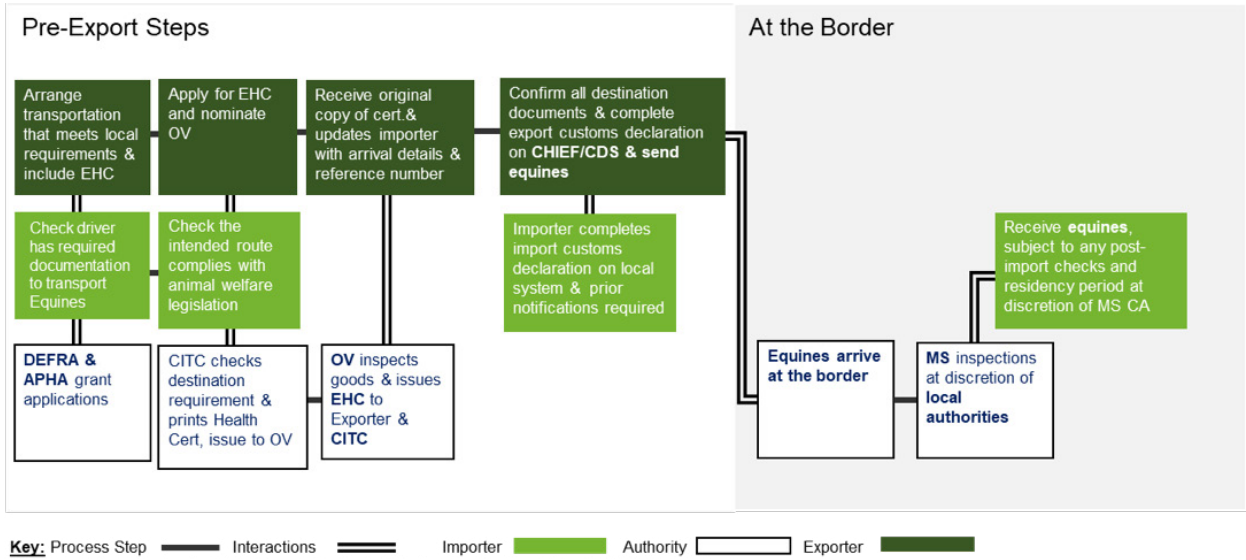 Pre-Export Steps
At the Border
Arrange
transportation
that meets local
requirements &
include EHC
Apply for EHC
and nominate
OV
Receive original
copy of cert.&
updates importer
with arrival details &
reference number
Confirm all destination
documents & complete
export customs declaration
on CHIEF/CDS & send
equines
Check driver
has required
documentation
to transport
Equines
Check the
intended route
complies with
animal welfare
legislation
Importer completes
import customs
declaration on local
system & prior
notifications required
Receive equines,
subject to any post-
import checks and
residency period at
discretion of MS CA
DEFRA &
APHA grant
applications
CITC checks
destination
requirement &
prints Health
Cert, issue to OV
OV inspects
goods & issues
EHC to
Exporter &
CITC
Equines arrive
at the border
MS inspections
at discretion of
local
authorities
Key: Process Step Interactions Importer Authority Exporter